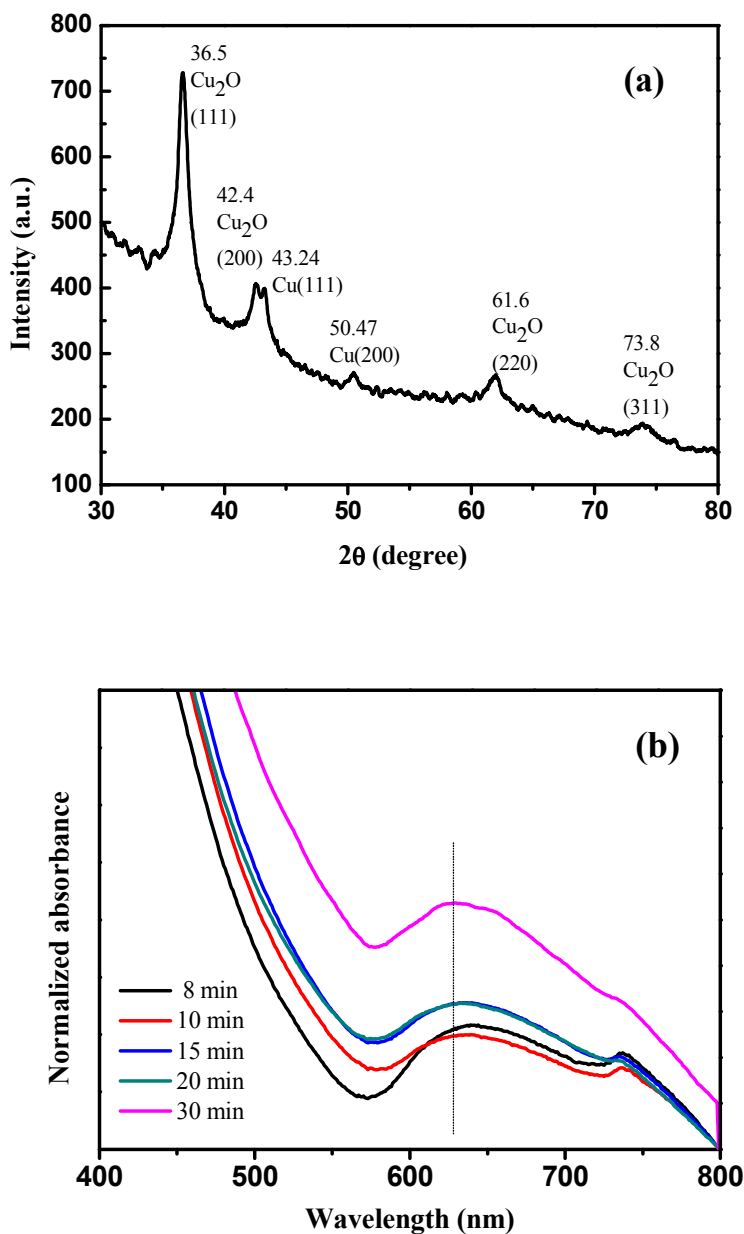 800
700
600
500
400
300
200
100
Intensity (a.u.)
36.5
Cu2O
(111)
(a)
42.4
Cu2O
(200)
43.24
Cu(111)
50.47
Cu(200)
61.6
Cu2O
(220)
73.8
Cu2O
(311)
30 40 50 60 70 80
2θ (degree)
(b)
Normalized absorbance
8 min
10 min
15 min
20 min
30 min
400 500 600 700 800
Wavelength (nm)